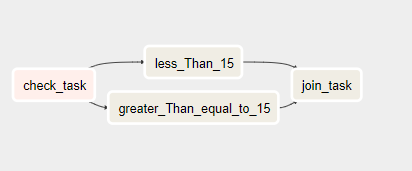 check_task
less_Than_15
greater_Than_equal_to_15
join_task